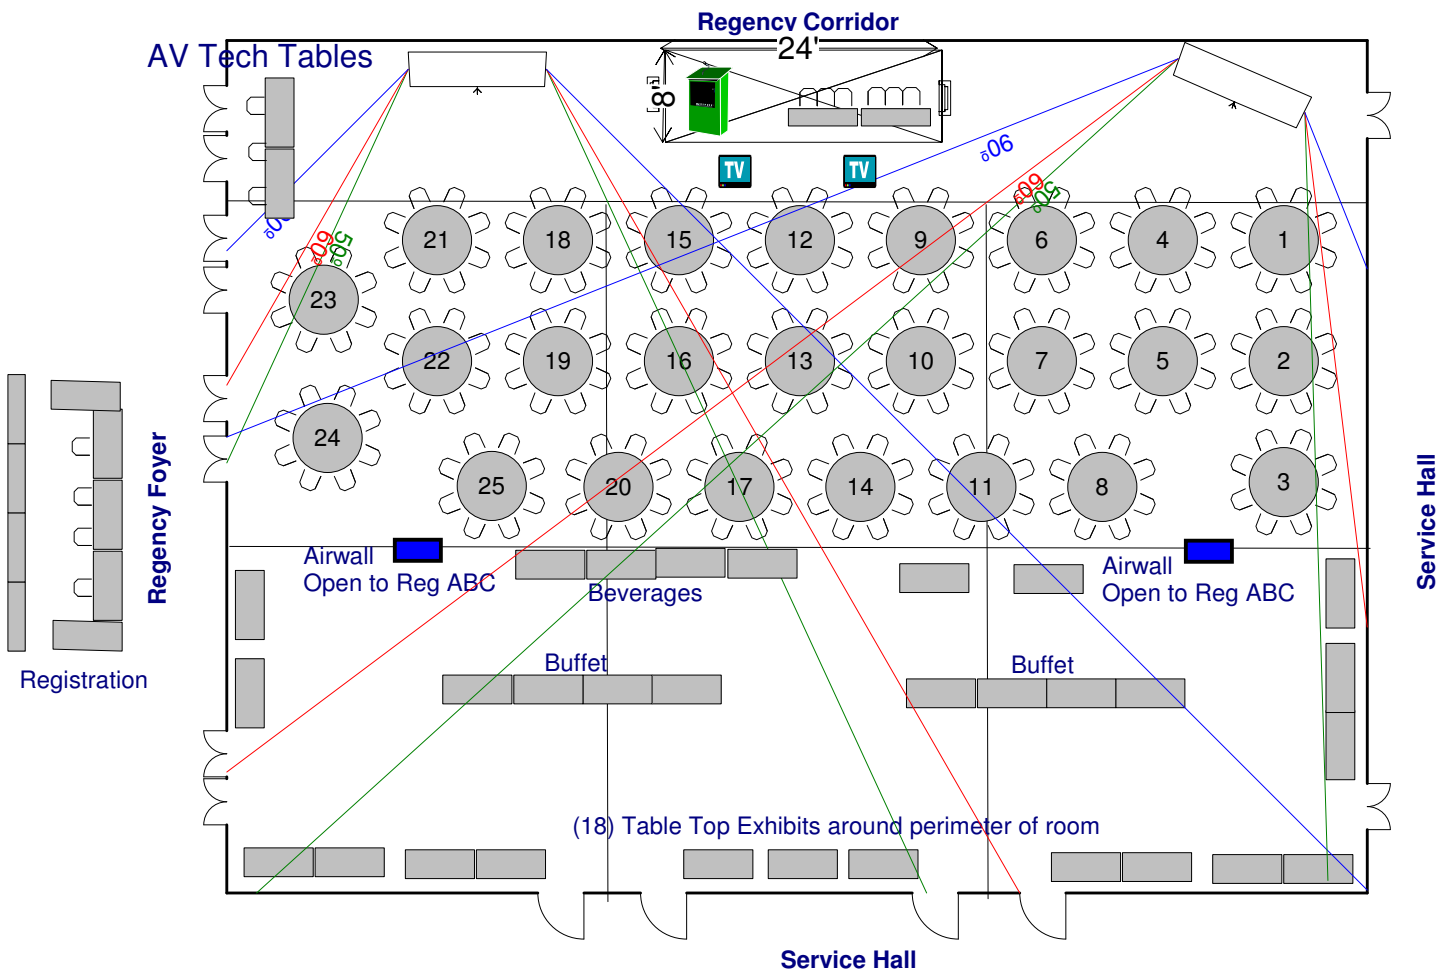 Regency Corridor
AV Tech Tables
24'
8'
TV
TV
90º
60º
50º
60º
50º
21
18
15
12
9
6
4
1
23
22
19
16
13
10
7
5
2
24
25
20
17
14
11
8
3
Regency Foyer
Service Hall
Airwall
Open to Reg ABC
Beverages
Airwall
Open to Reg ABC
Buffet
Buffet
Registration
(18) Table Top Exhibits around perimeter of room
Service Hall